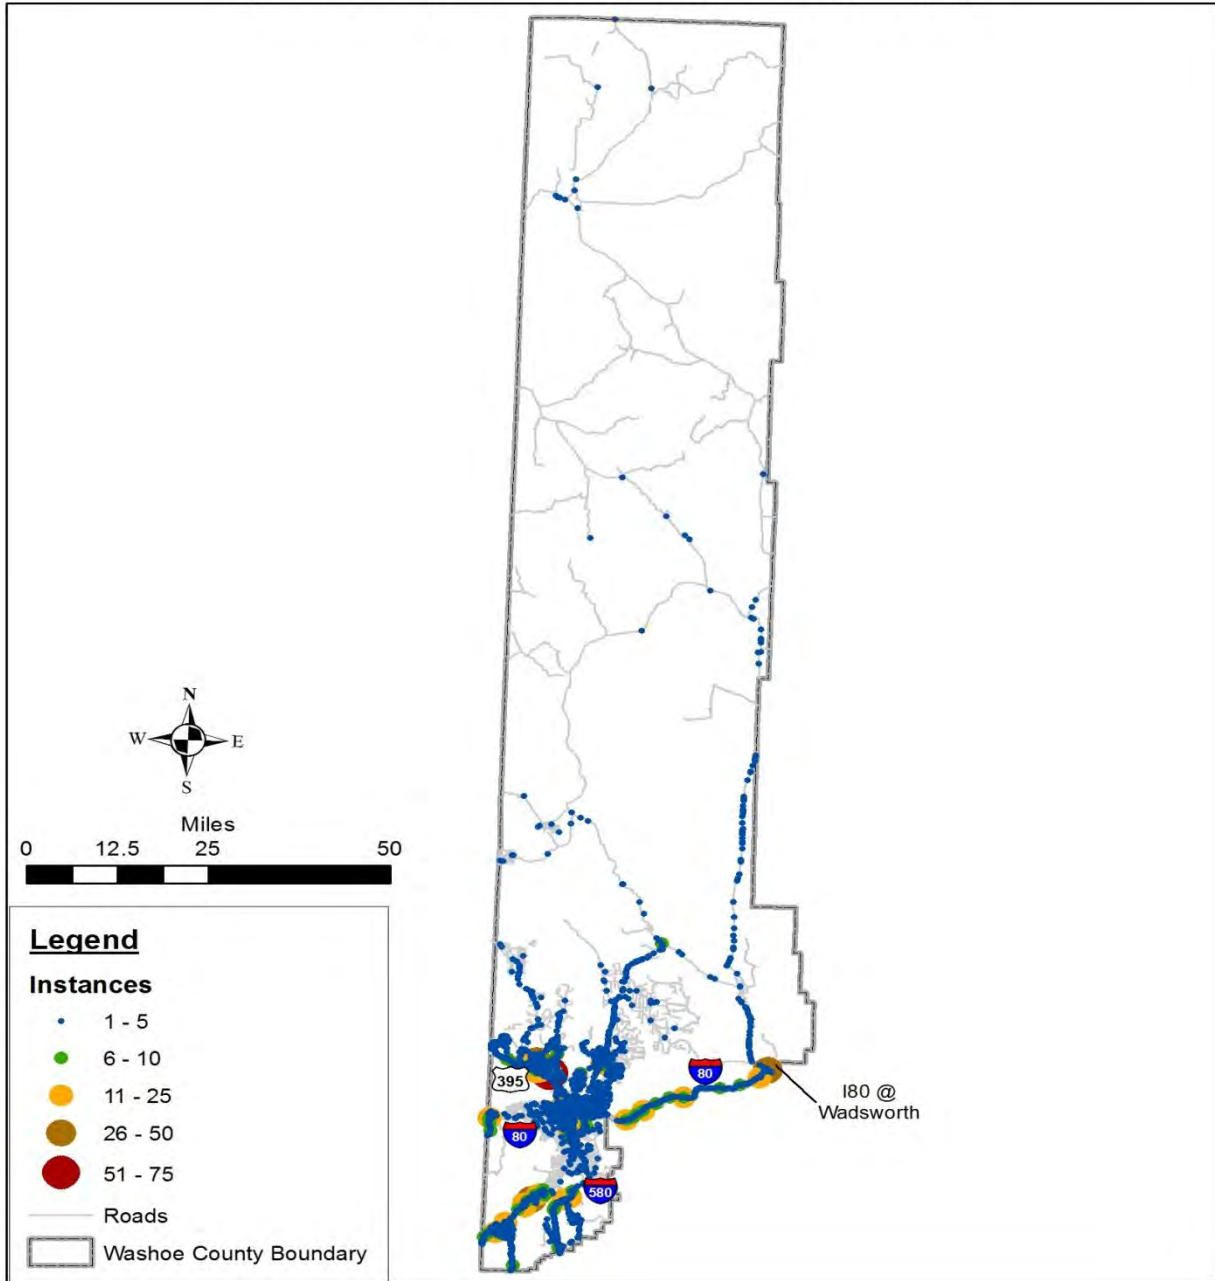 N
W E
S
Miles
0 12.5 25 50
Legend
Instances
1 - 5
6 - 10
11 - 25
26 - 50
51 - 75
Roads
Washoe County Boundary
395
80
80
580
I80 @
Wadsworth